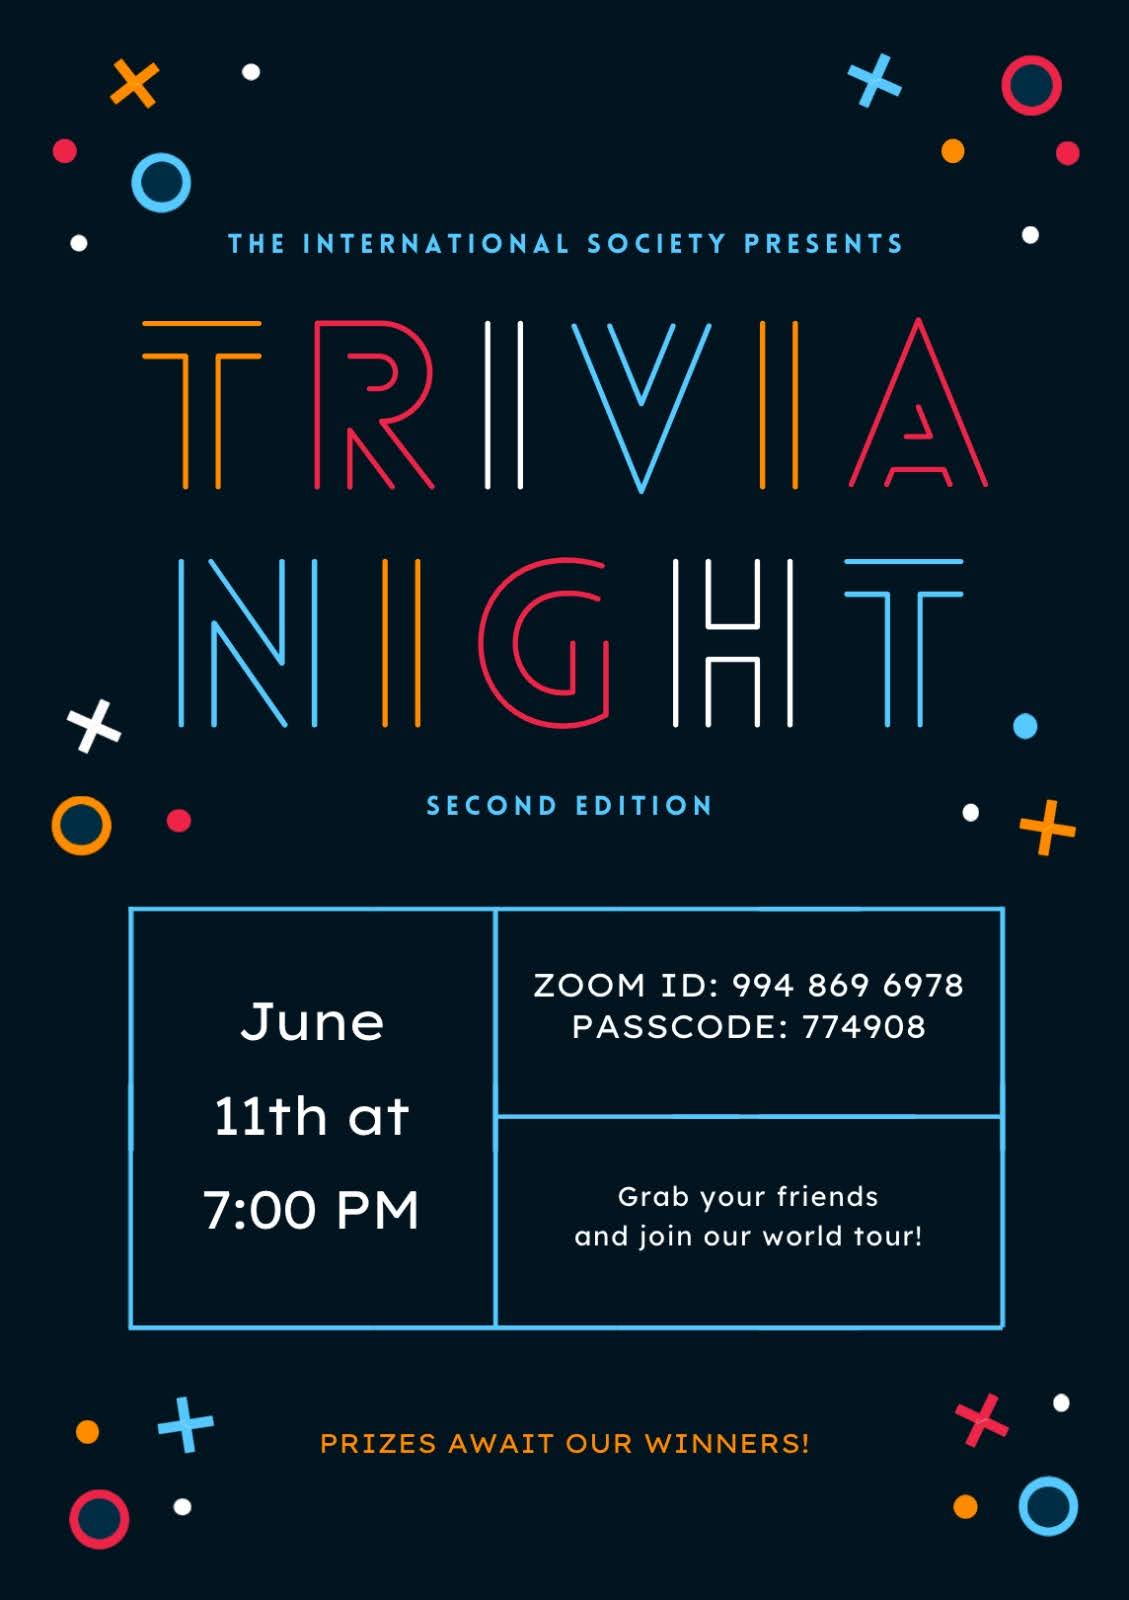 THE INTERNATIONAL SOCIETY PRESENTS
TRIVIA
NIGHT
SECOND EDITION
June
11th at
7:00 PM
ZOOM ID: 994 869 6978
PASSCODE: 774908
Grab your friends
and join our world tour!
PRIZES AWAIT OUR WINNERS!